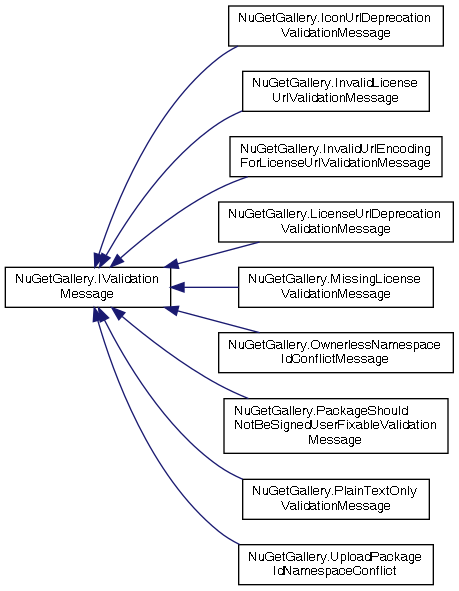 NuGetGallery.IconUrlDeprecation
ValidationMessage
NuGetGallery.InvalidLicense
UrlValidationMessage
NuGetGallery.InvalidUrlEncoding
ForLicenseUrlValidationMessage
NuGetGallery.LicenseUrlDeprecation
ValidationMessage
NuGetGallery.IValidation
Message
NuGetGallery.MissingLicense
ValidationMessage
NuGetGallery.OwnerlessNamespace
IdConflictMessage
NuGetGallery.PackageShould
NotBeSignedUserFixableValidation
Message
NuGetGallery.PlainTextOnly
ValidationMessage
NuGetGallery.UploadPackage
IdNamespaceConflict